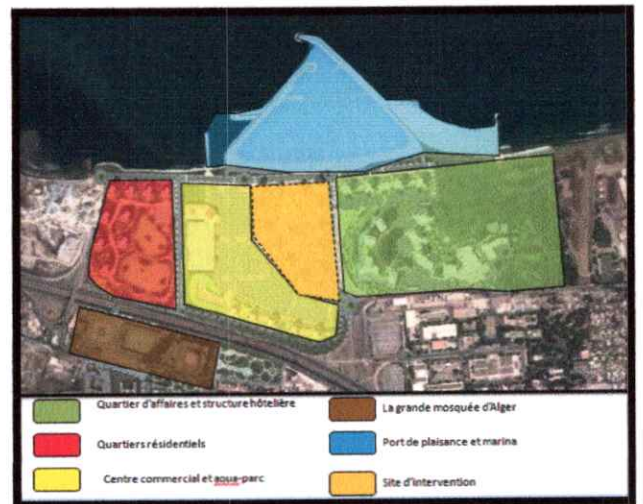 Quartier d'affaires et structure hôtelière
La grande mosquée d'Alger
Quartiers résidentiels
Port de plaisance et marina
Centre commercial et aqua-parc
Site d'intervention